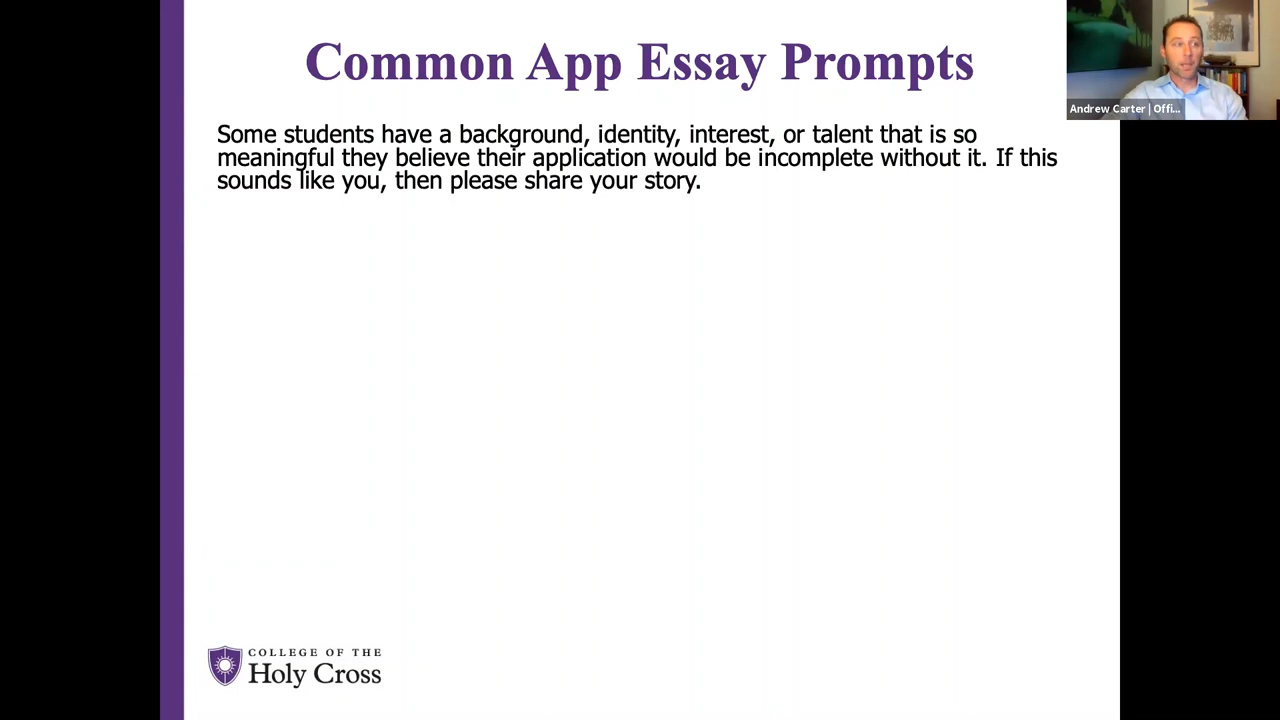 Common App Essay Prompts
Andrew Carter | Offi...
Some students have a background, identity, interest, or talent that is so
meaningful they believe their application would be incomplete without it. If this
sounds like you, then please share your story.
COLLEGE OF THE
Holy Cross